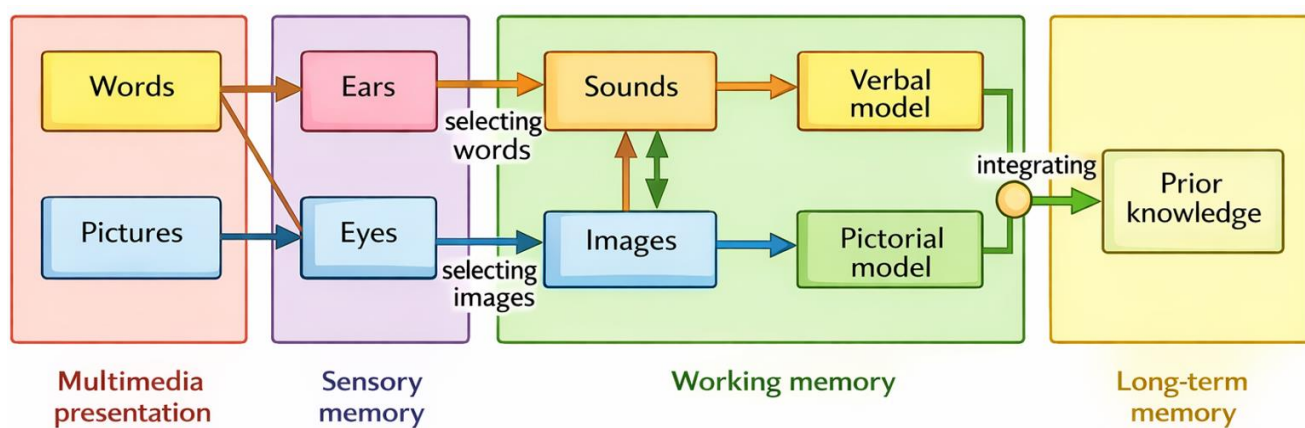 Words
Ears
Sounds
Verbal
model
selecting
words
integrating
Prior
knowledge
Pictures
Eyes
Images
Pictorial
model
selecting
images
Multimedia
presentation
Sensory
memory
Working memory
Long-term
memory